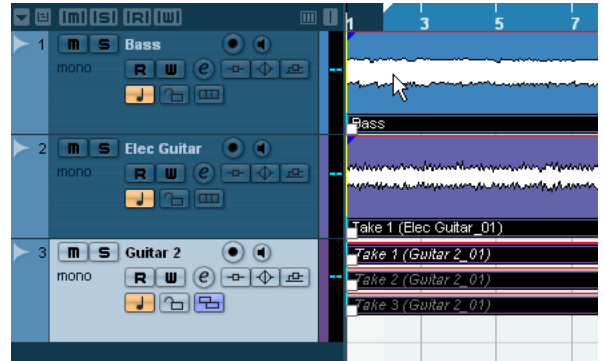 m S R W
1 3 5 7
1 m S Bass
mono R W e
Bass
2 m S Elec Guitar
mono R W e
Take 1 (Elec Guitar_01)
3 m S Guitar 2
mono R W e
Take 1 (Guitar 2_01)
Take 2 (Guitar 2_01)
Take 3 (Guitar 2_01)